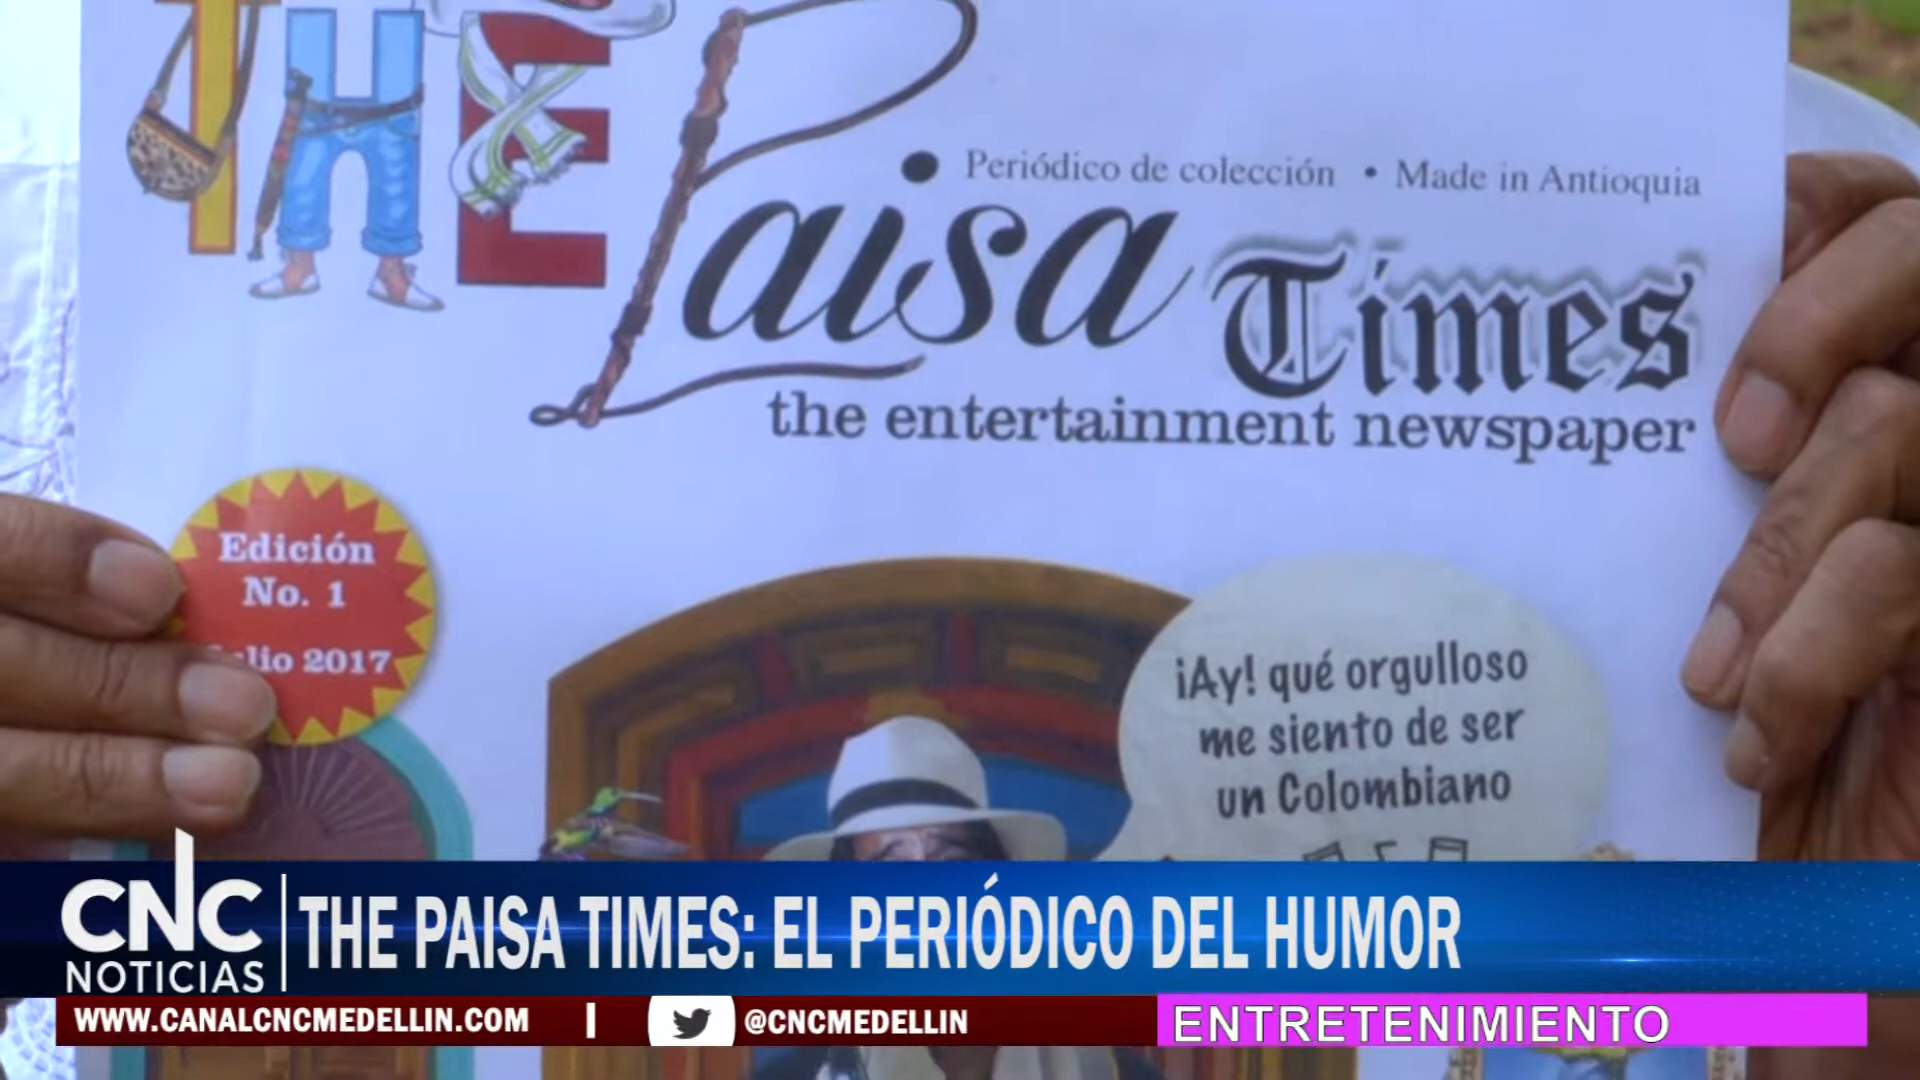 THE Paisa Times
• Periódico de colección • Made in Antioquia
the entertainment newspaper
Edición
No. 1
Julio 2017
¡Ay! qué orgulloso
me siento de ser
un Colombiano
CNC
NOTICIAS
THE PAISA TIMES: EL PERIÓDICO DEL HUMOR
WWW.CANALCNCMEDELLIN.COM | @CNCMEDELLIN
ENTRETENIMIENTO